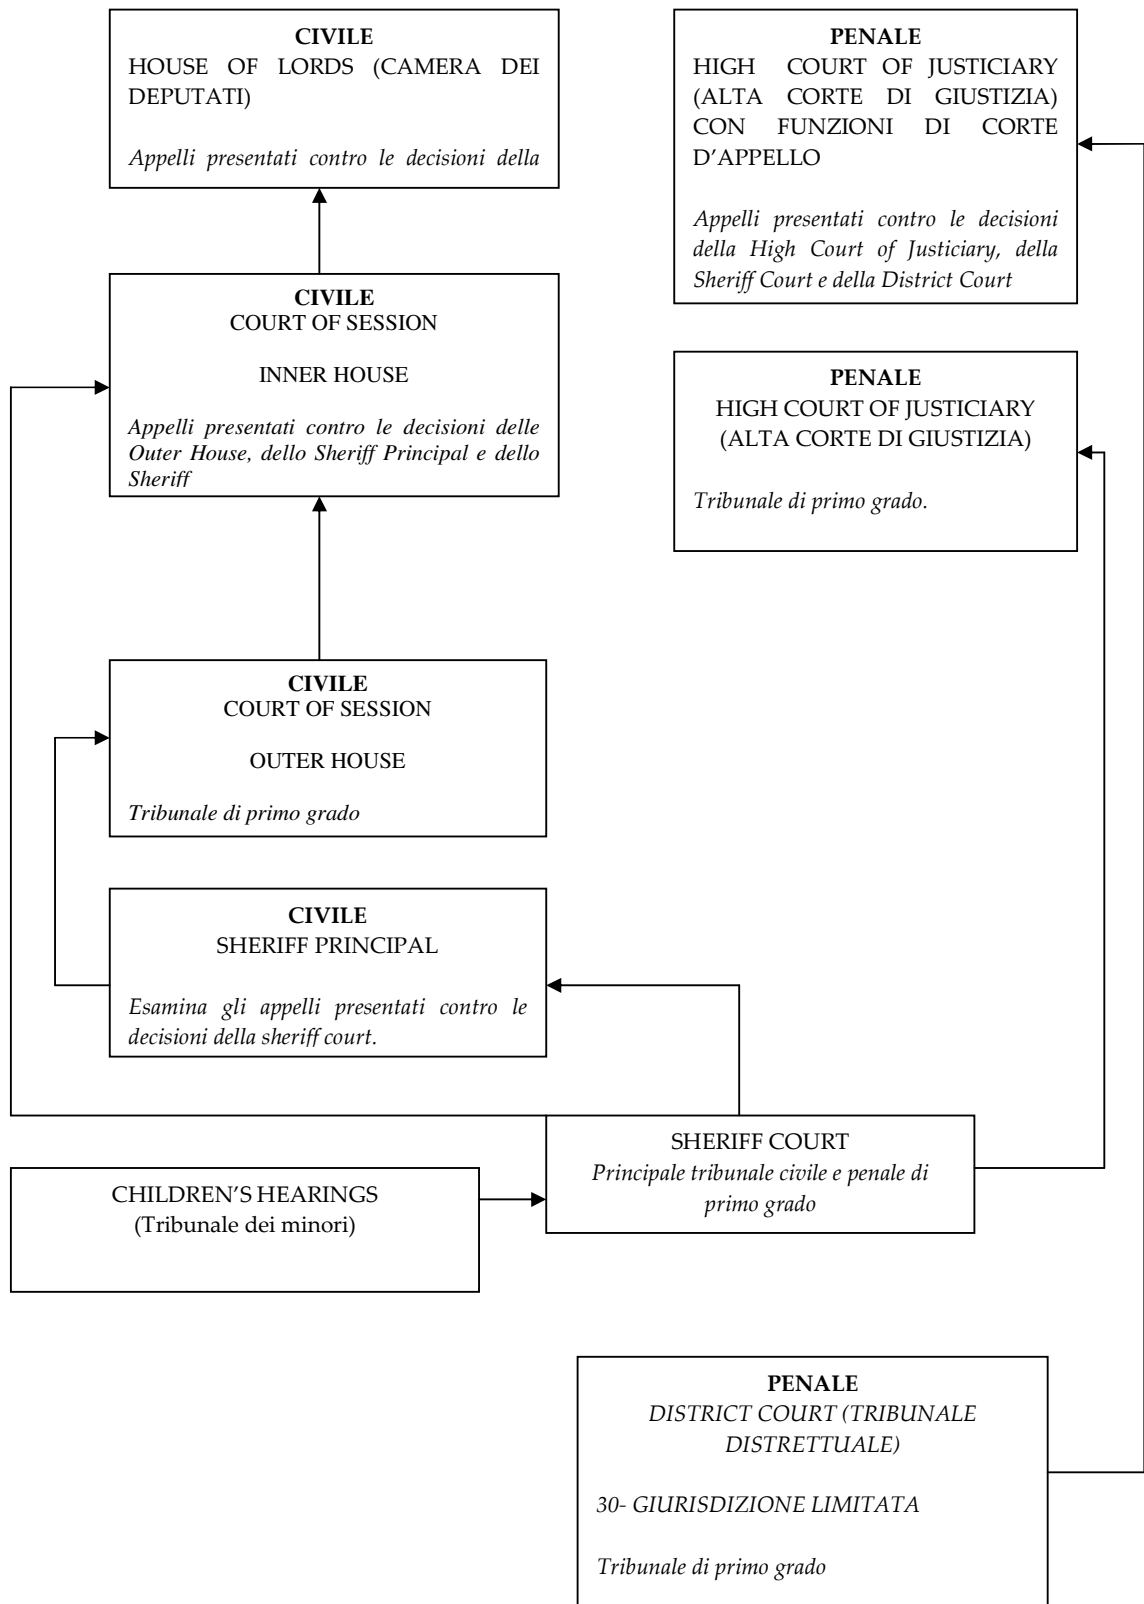 CIVILE
HOUSE OF LORDS (CAMERA DEI
DEPUTATI)
Appelli presentati contro le decisioni della
PENALE
HIGH COURT OF JUSTICIARY
(ALTA CORTE DI GIUSTIZIA)
CON FUNZIONI DI CORTE
D’APPELLO
Appelli presentati contro le decisioni
della High Court of Justiciary, della
Sheriff Court e della District Court
CIVILE
COURT OF SESSION
INNER HOUSE
Appelli presentati contro le decisioni delle
Outer House, dello Sheriff Principal e dello
Sheriff
PENALE
HIGH COURT OF JUSTICIARY
(ALTA CORTE DI GIUSTIZIA)
Tribunale di primo grado.
CIVILE
COURT OF SESSION
OUTER HOUSE
Tribunale di primo grado
CIVILE
SHERIFF PRINCIPAL
Esamina gli appelli presentati contro le
decisioni della sheriff court.
SHERIFF COURT
Principale tribunale civile e penale di
primo grado
CHILDREN’S HEARINGS
(Tribunale dei minori)
PENALE
DISTRICT COURT (TRIBUNALE
DISTRETTUALE)
30- GIURISDIZIONE LIMITATA
Tribunale di primo grado